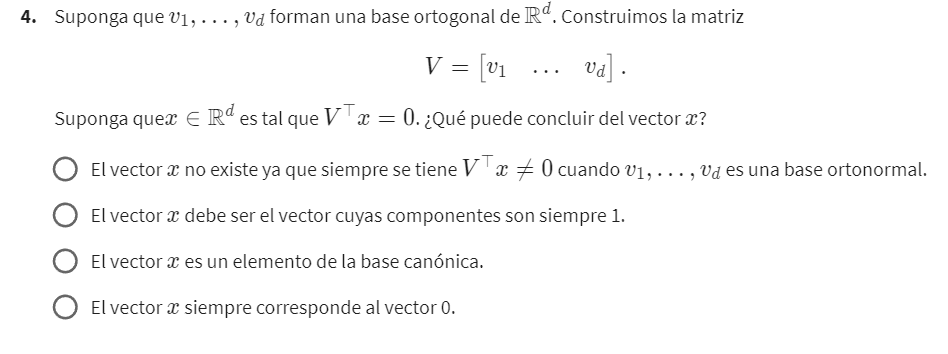 4. Suponga que v₁, . . . , v_d forman una base ortogonal de ℝᵈ. Construimos la matriz
V = [v₁ … v_d] .
Suponga quex ∈ ℝᵈ es tal que V⊤x = 0. ¿Qué puede concluir del vector x?
El vector x no existe ya que siempre se tiene V⊤x ≠ 0 cuando v₁, . . . , v_d es una base ortonormal.
El vector x debe ser el vector cuyas componentes son siempre 1.
El vector x es un elemento de la base canónica.
El vector x siempre corresponde al vector 0.